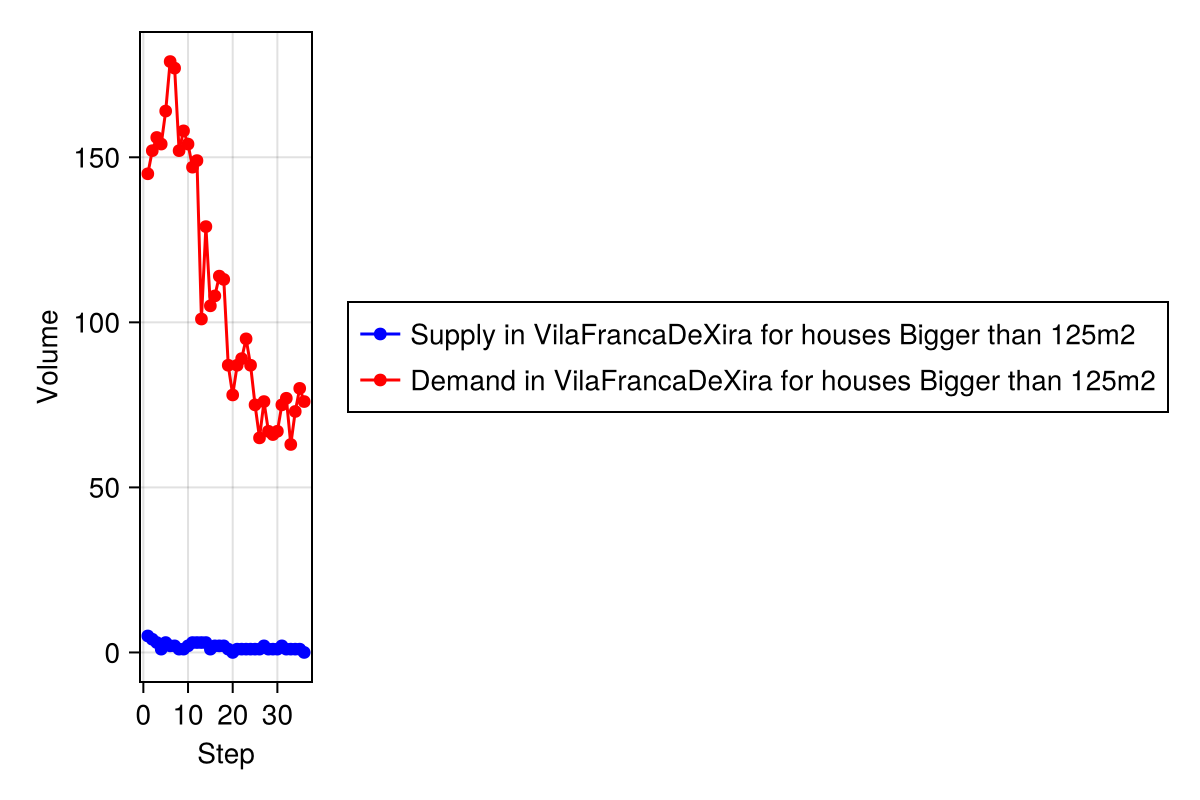 150
100
50
0
Volume
0 10 20 30
Step
Supply in VilaFrancaDeXira for houses Bigger than 125m2
Demand in VilaFrancaDeXira for houses Bigger than 125m2